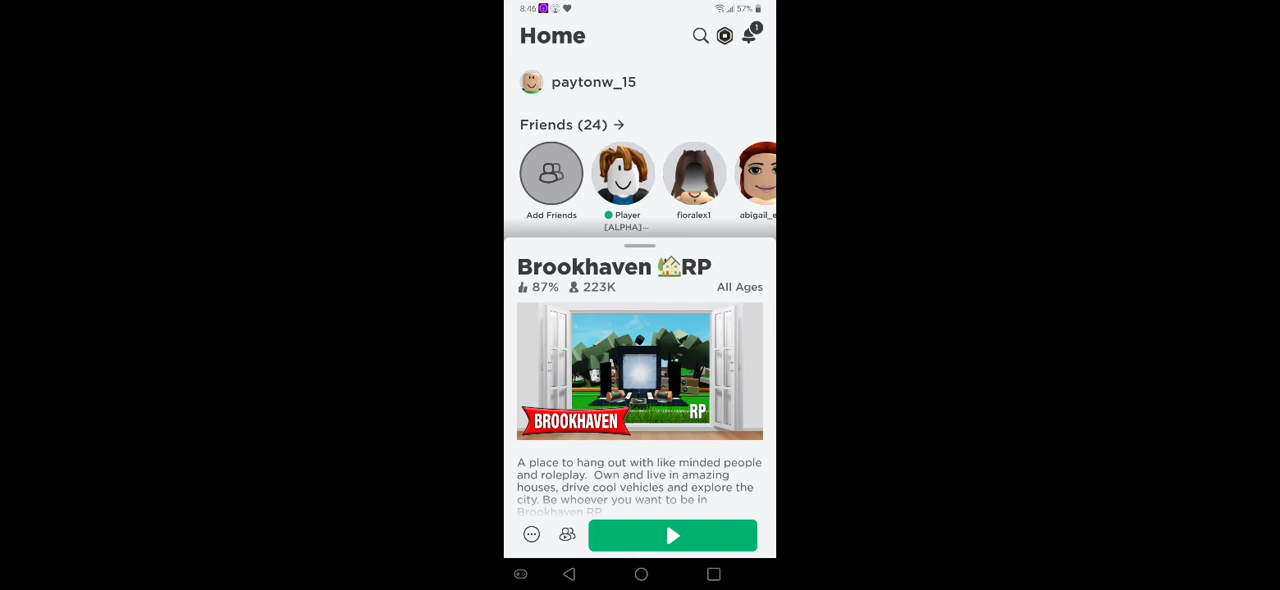 8:46 57%
Home 1
paytonw_15
Friends (24) →
Add Friends Player fioralex1 abigail_e
[ALPHA]...
Brookhaven 🏡RP
87% 223K All Ages
RP
BROOKHAVEN
A place to hang out with like minded people
and roleplay. Own and live in amazing
houses, drive cool vehicles and explore the
city. Be whoever you want to be in
Brookhaven RP.